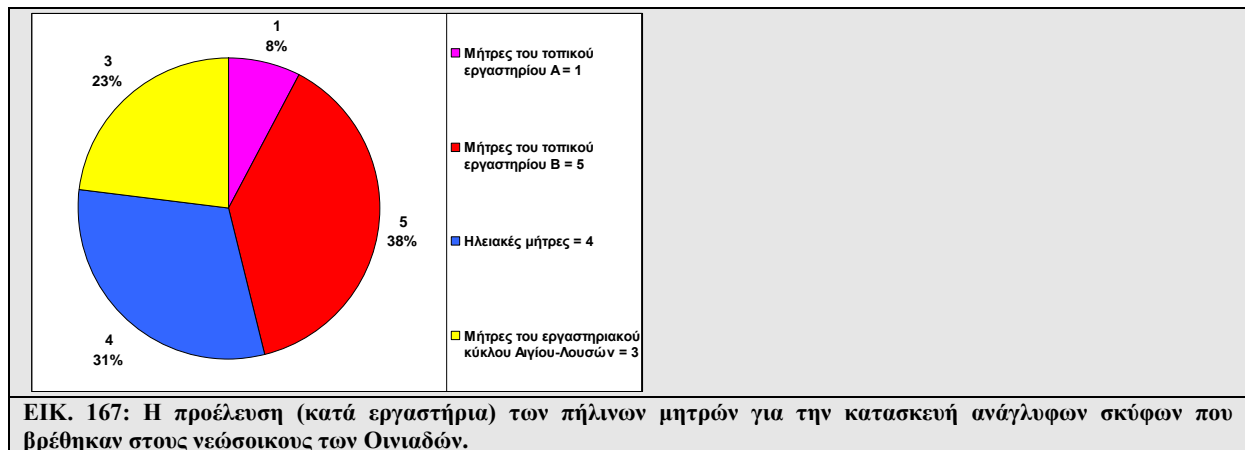 1
8%
3
23%
5
38%
4
31%
Μήτρες του τοπικού
εργαστηρίου Α = 1
Μήτρες του τοπικού
εργαστηρίου Β = 5
Ηλειακές μήτρες = 4
Μήτρες του εργαστηριακού
κύκλου Αιγίου-Λουσών = 3
ΕΙΚ. 167: Η προέλευση (κατά εργαστήρια) των πήλινων μητρών για την κατασκευή ανάγλυφων σκύφων που
βρέθηκαν στους νεώσοικους των Οινιαδών.